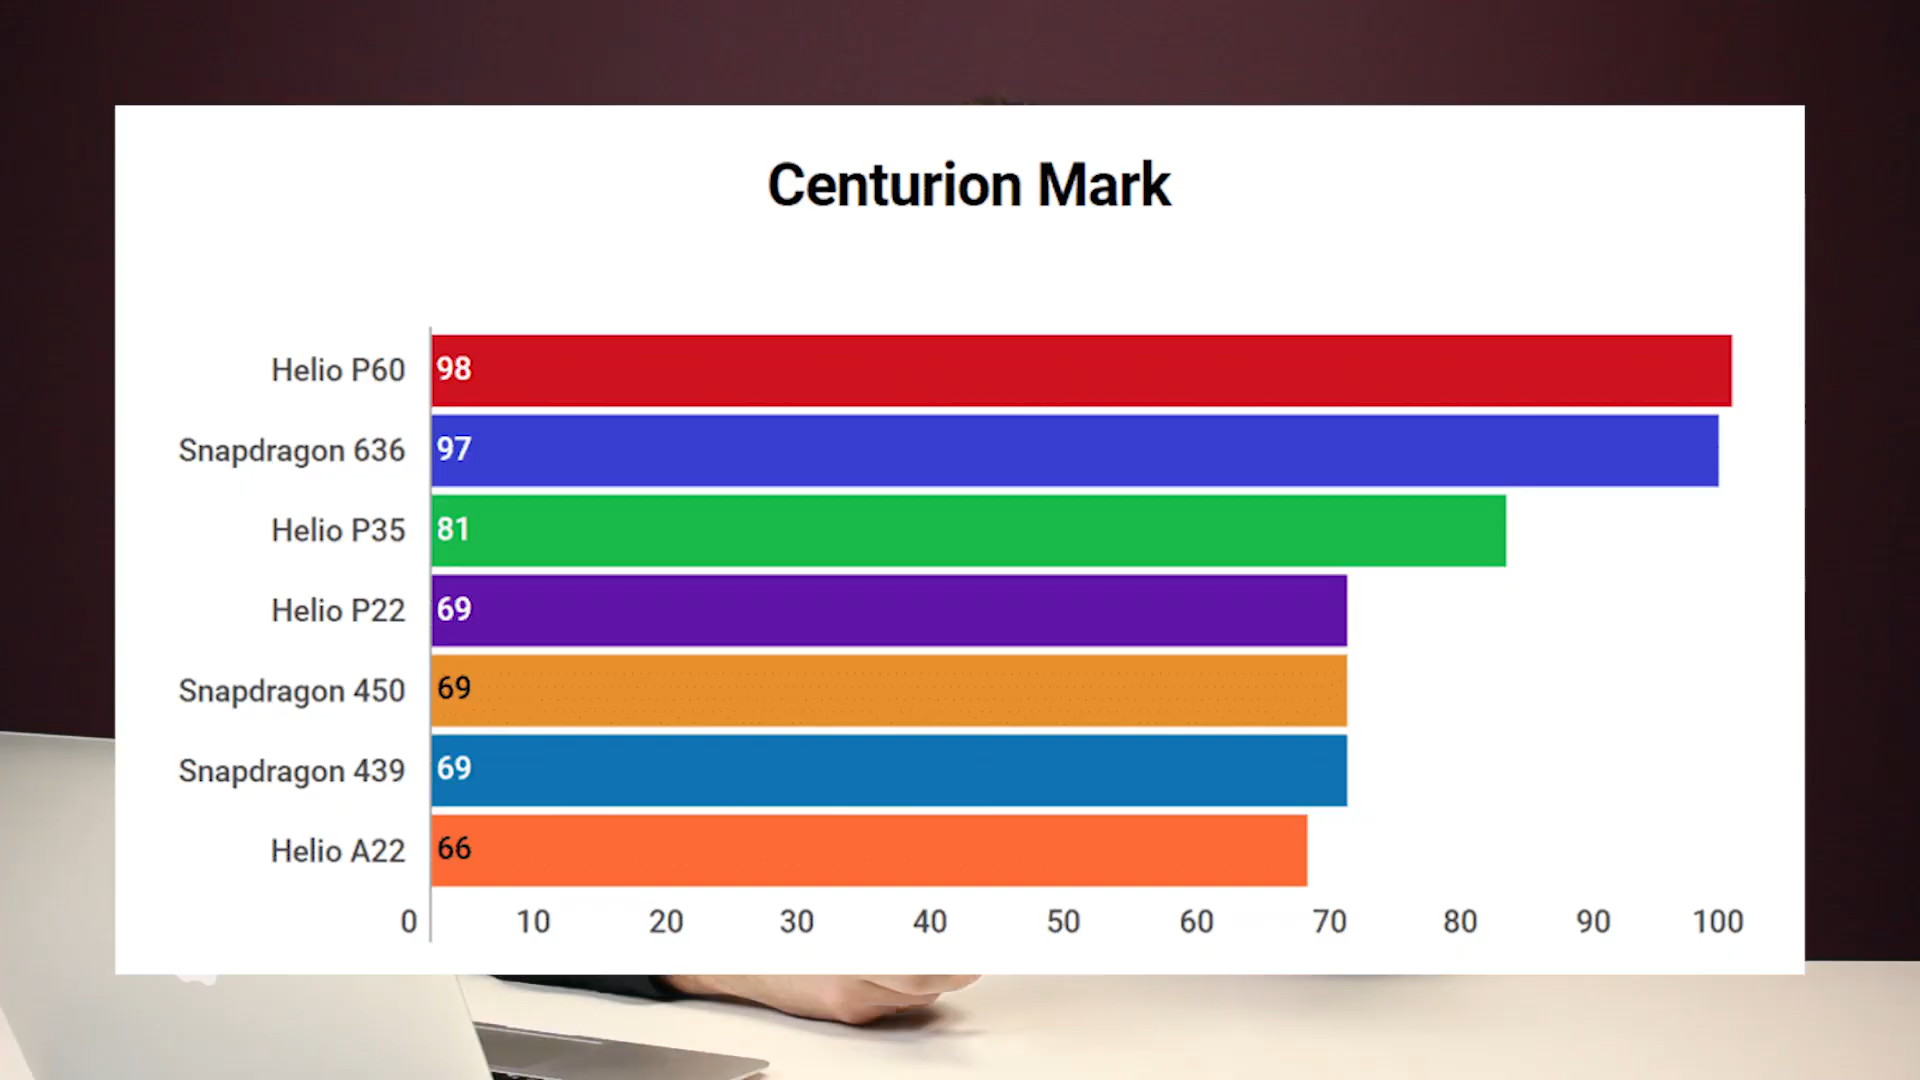 Centurion Mark
Helio P60 98
Snapdragon 636 97
Helio P35 81
Helio P22 69
Snapdragon 450 69
Snapdragon 439 69
Helio A22 66
0 10 20 30 40 50 60 70 80 90 100